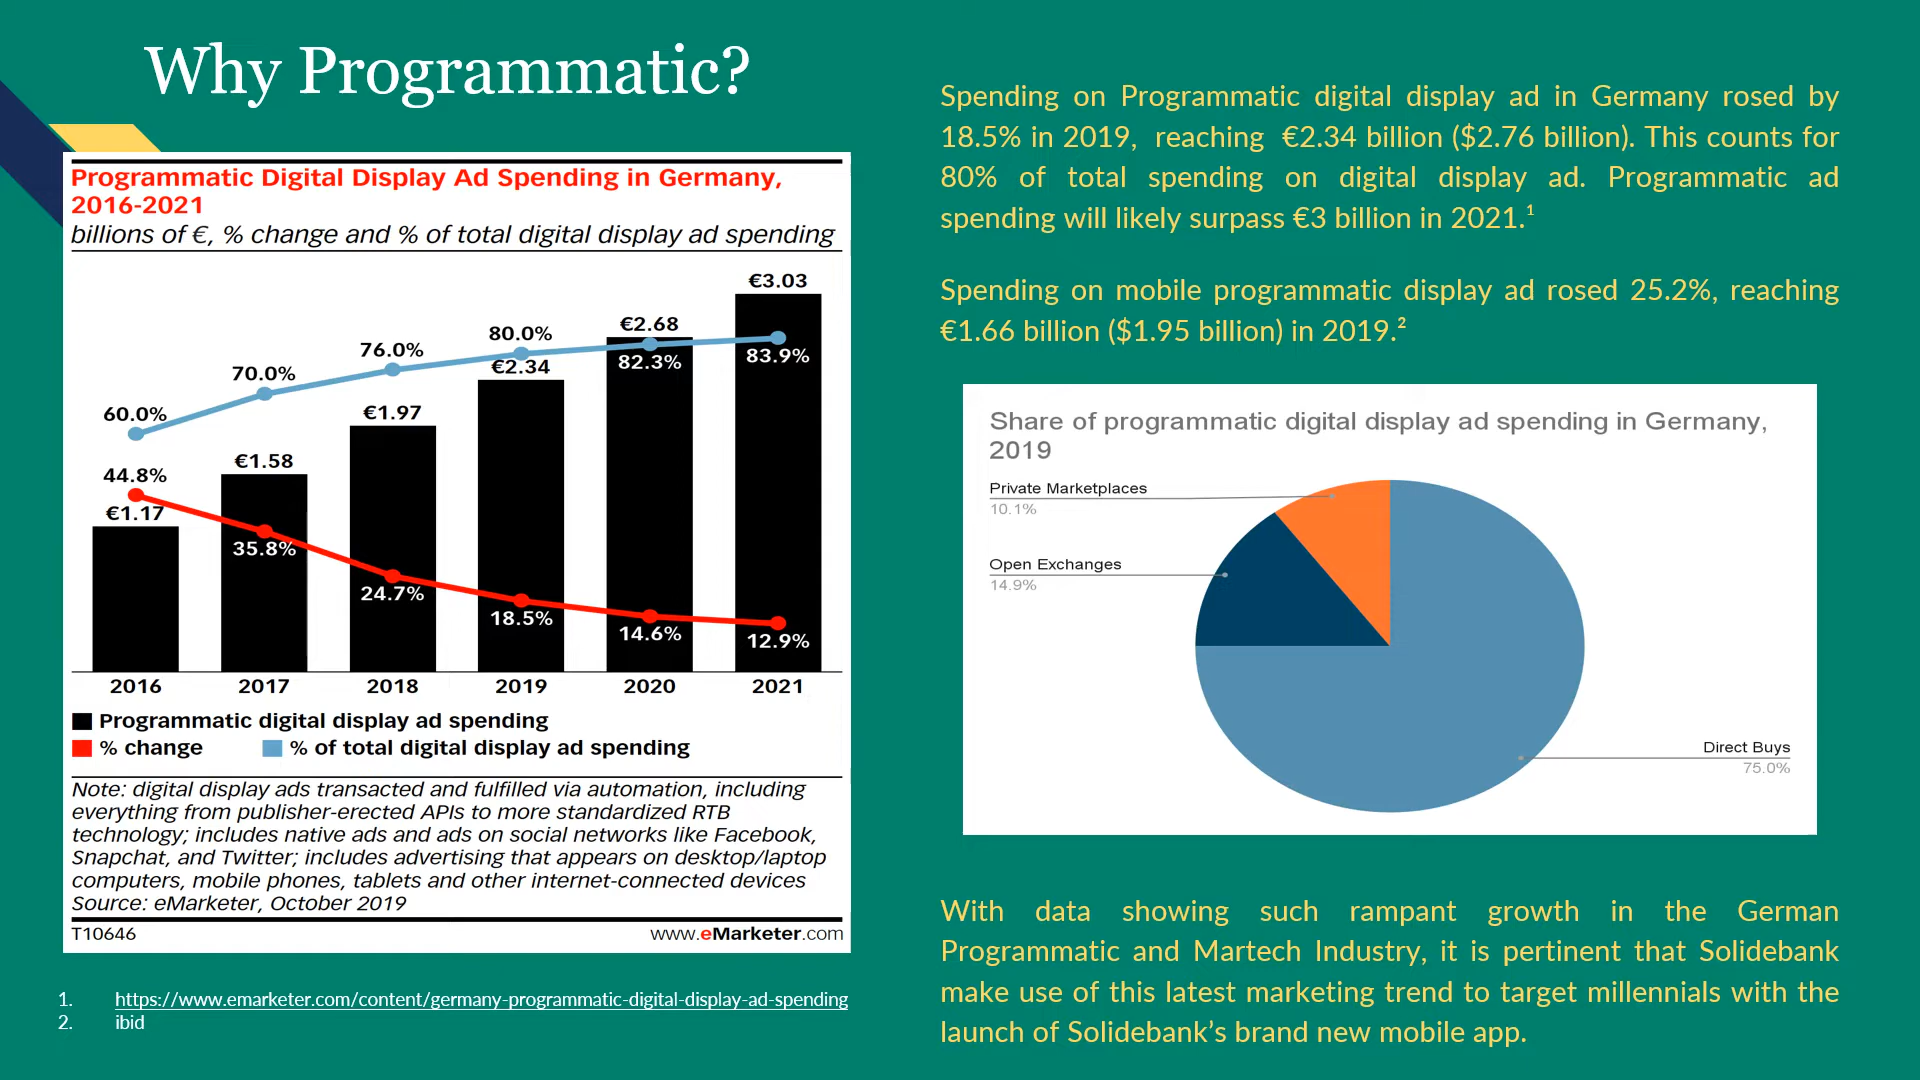 Why Programmatic?
Programmatic Digital Display Ad Spending in Germany,
2016-2021
billions of €, % change and % of total digital display ad spending
€3.03
€2.68
80.0%
76.0%
83.9%
82.3%
€2.34
70.0%
€1.97
60.0%
€1.58
44.8%
€1.17
35.8%
24.7%
18.5%
14.6%
12.9%
2016 2017 2018 2019 2020 2021
Programmatic digital display ad spending
% change % of total digital display ad spending
Note: digital display ads transacted and fulfilled via automation, including
everything from publisher-erected APIs to more standardized RTB
technology; includes native ads and ads on social networks like Facebook,
Snapchat, and Twitter; includes advertising that appears on desktop/laptop
computers, mobile phones, tablets and other internet-connected devices
Source: eMarketer, October 2019
T10646 www.eMarketer.com
1. https://www.emarketer.com/content/germany-programmatic-digital-display-ad-spending
2. ibid
Spending on Programmatic digital display ad in Germany rosed by
18.5% in 2019, reaching €2.34 billion ($2.76 billion). This counts for
80% of total spending on digital display ad. Programmatic ad
spending will likely surpass €3 billion in 2021.¹
Spending on mobile programmatic display ad rosed 25.2%, reaching
€1.66 billion ($1.95 billion) in 2019.²
Share of programmatic digital display ad spending in Germany,
2019
Private Marketplaces
10.1%
Open Exchanges
14.9%
Direct Buys
75.0%
With data showing such rampant growth in the German
Programmatic and Martech Industry, it is pertinent that Solidebank
make use of this latest marketing trend to target millennials with the
launch of Solidebank’s brand new mobile app.